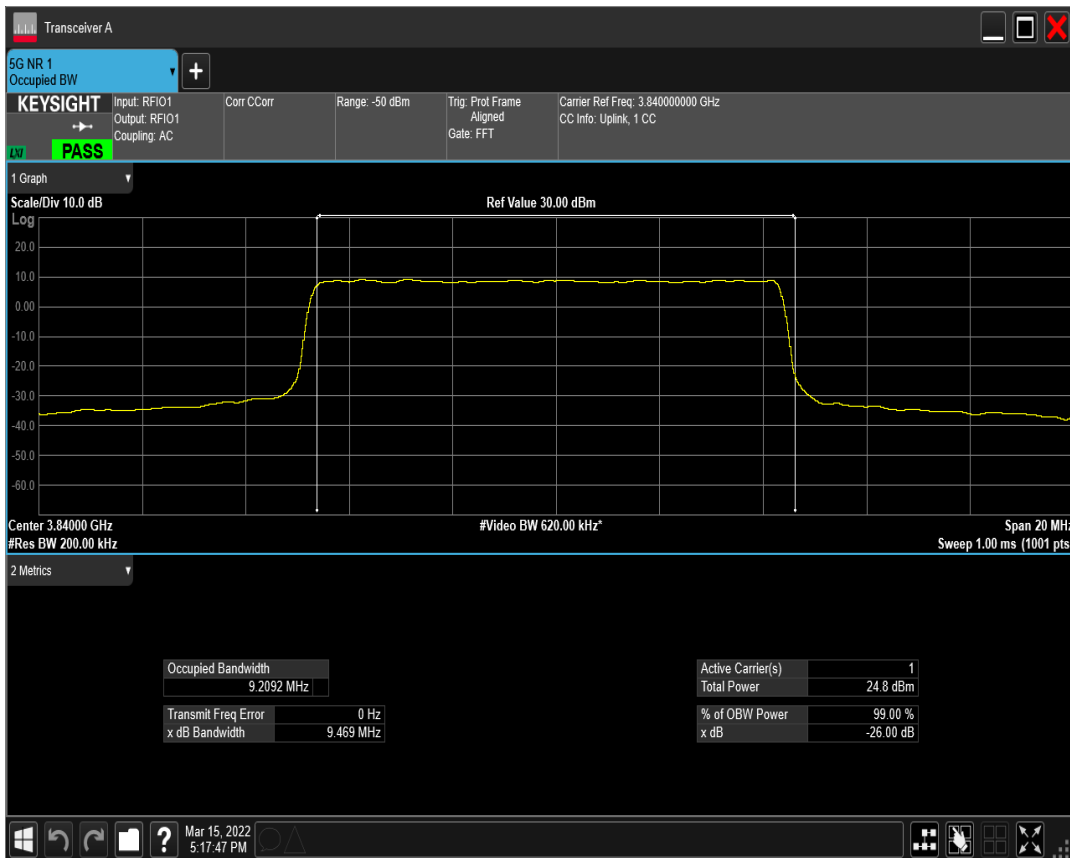 Transceiver A
5G NR 1
Occupied BW
+
KEYSIGHT
LXI
PASS
Input: RFIO1
Output: RFIO1
Coupling: AC
Corr CCorr
Range: -50 dBm
Trig: Prot Frame
Aligned
Gate: FFT
Carrier Ref Freq: 3.840000000 GHz
CC Info: Uplink, 1 CC
1 Graph
Scale/Div 10.0 dB
Ref Value 30.00 dBm
Log
20.0
10.0
0.00
-10.0
-20.0
-30.0
-40.0
-50.0
-60.0
Center 3.84000 GHz
#Video BW 620.00 kHz*
Span 20 MHz
#Res BW 200.00 kHz
Sweep 1.00 ms (1001 pts
2 Metrics
Occupied Bandwidth
9.2092 MHz
Transmit Freq Error 0 Hz
x dB Bandwidth 9.469 MHz
Active Carrier(s) 1
Total Power 24.8 dBm
% of OBW Power 99.00 %
x dB -26.00 dB
?
Mar 15, 2022
5:17:47 PM